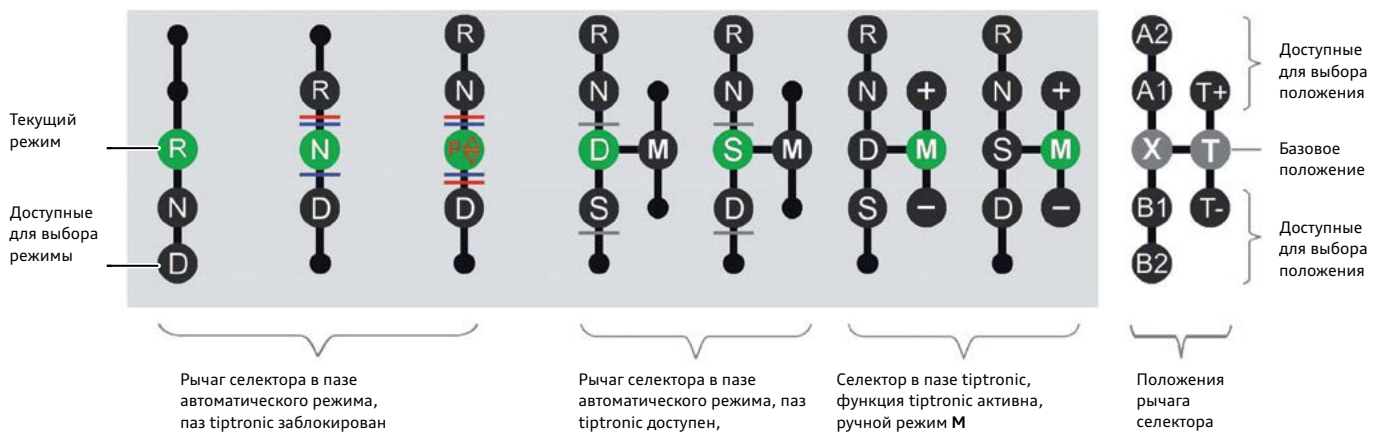 Текущий
режим
Доступные
для выбора
режимы
R
N
D
R
N
D
R
N
P
D
R
N
D M
S
R
N
S M
D
R
N +
D M
S −
R
N +
S M
D −
A2
A1 T+
X T
B1 T-
B2
Доступные
для выбора
положения
Базовое
положение
Доступные
для выбора
положения
Рычаг селектора в пазе
автоматического режима,
паз tiptronic заблокирован
Рычаг селектора в пазе
автоматического режима, паз
tiptronic доступен,
Селектор в пазе tiptronic,
функция tiptronic активна,
ручной режим M
Положения
рычага
селектора